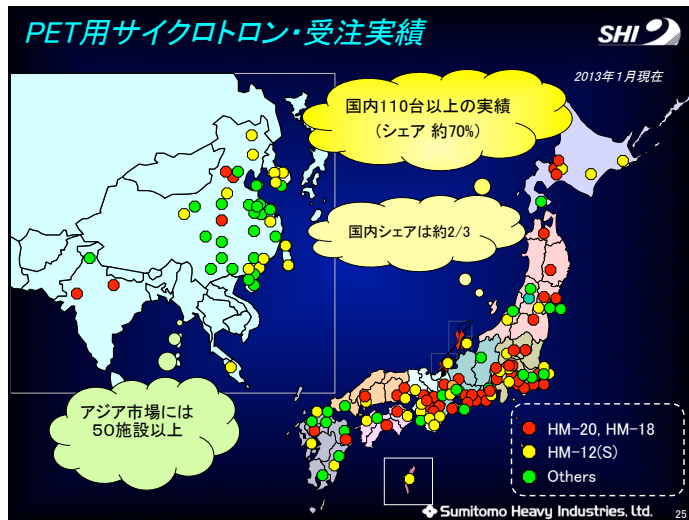 PET用サイクロトロン・受注実績
SHI
2013年1月現在
国内110台以上の実績
(シェア 約70%)
国内シェアは約2/3
アジア市場には
50施設以上
HM-20, HM-18
HM-12(S)
Others
Sumitomo Heavy Industries, Ltd.
25